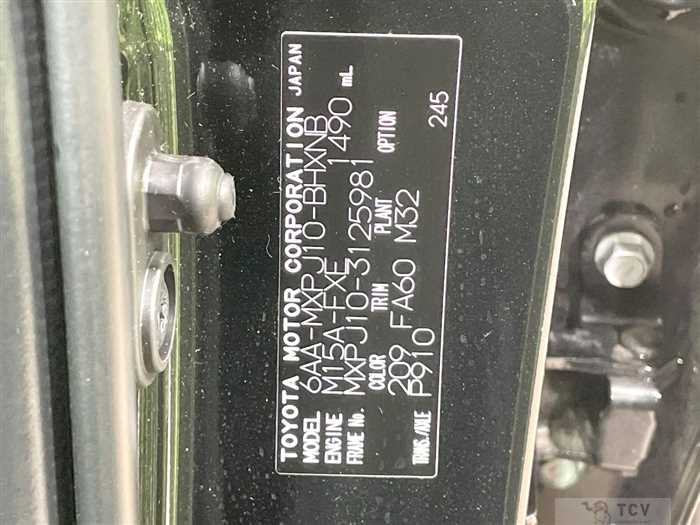 TOYOTA MOTOR CORPORATION JAPAN
MODEL 6AA-MXPJ10-BHXNB
ENGINE M15A-FXE 1490 mL
FRAME No. MXPJ10-3125981
COLOR TRIM PLANT OPTION
209 FA60 M32 245
TRANS./AXLE P910
TCV